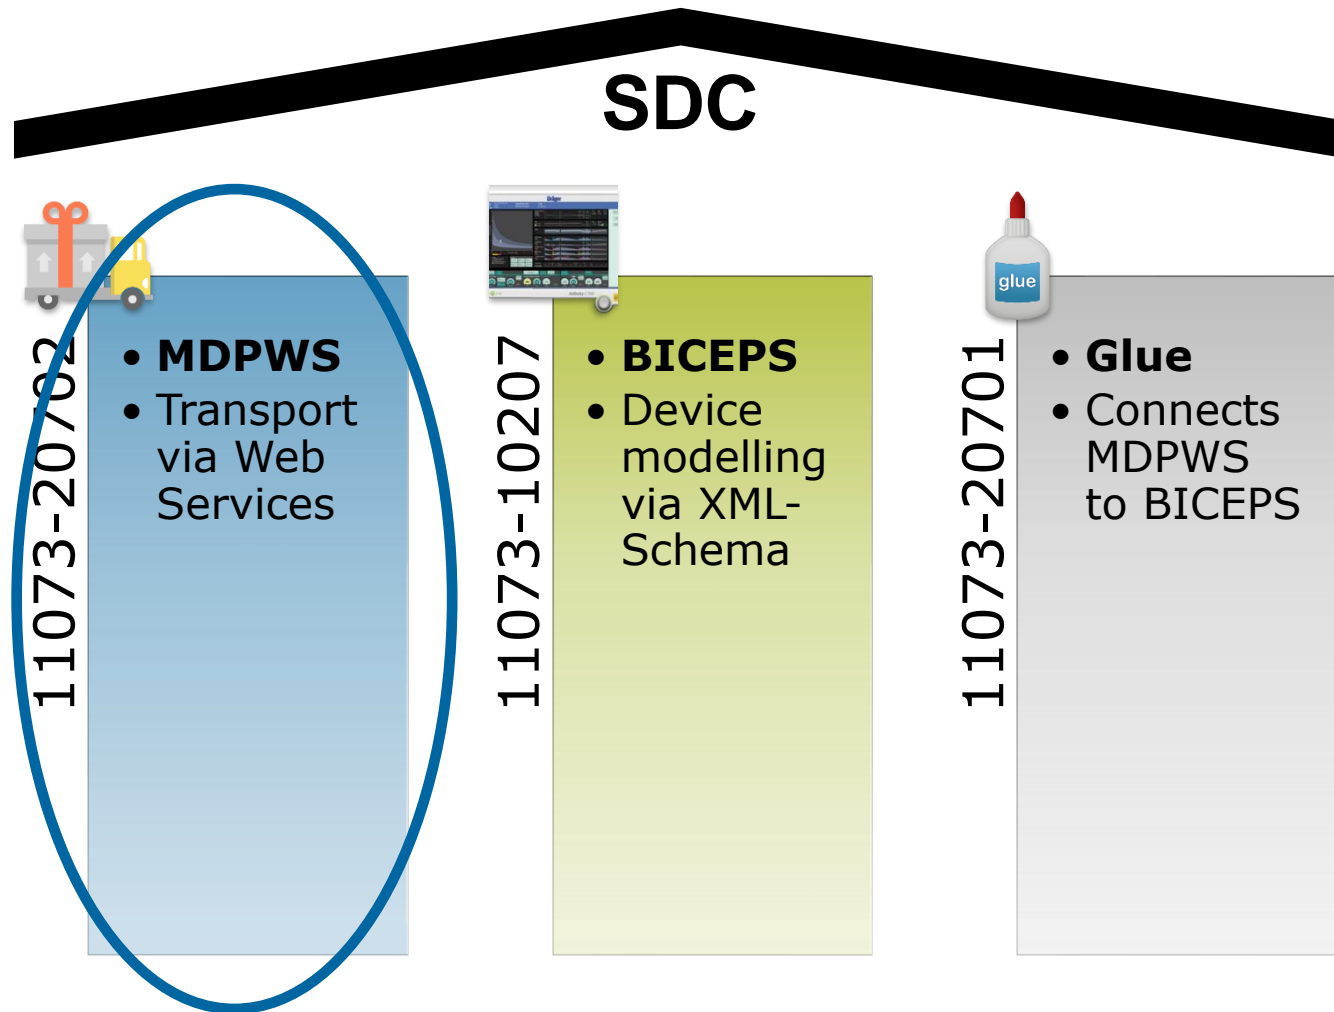 SDC
11073-20702
• MDPWS
• Transport
via Web
Services
11073-10207
• BICEPS
• Device
modelling
via XML-
Schema
glue
11073-20701
• Glue
• Connects
MDPWS
to BICEPS